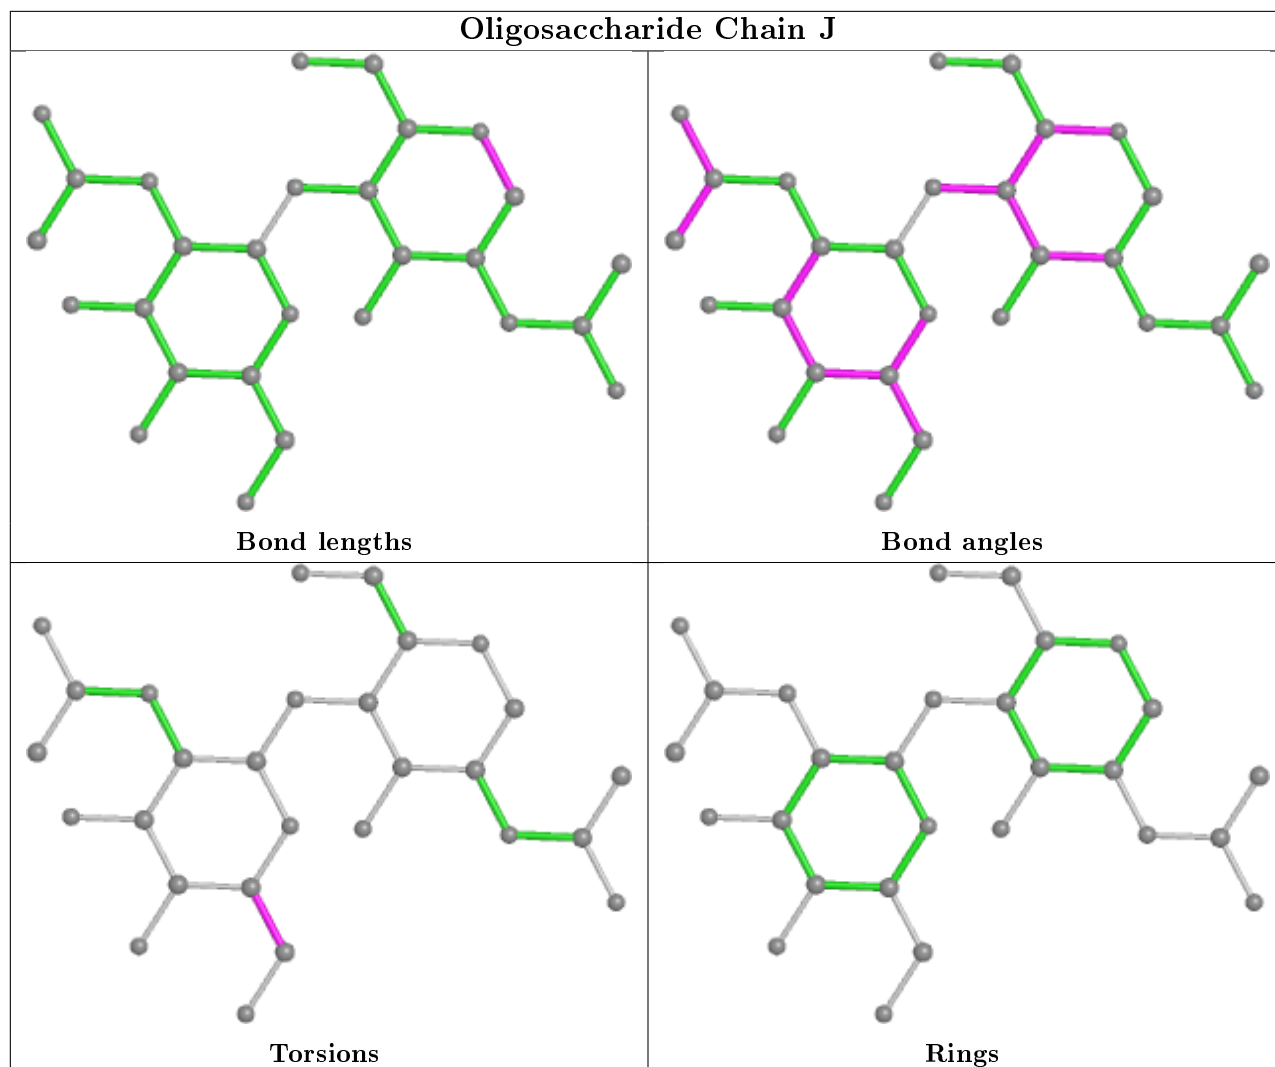 Oligosaccharide Chain J
Bond lengths
Bond angles
Torsions
Rings